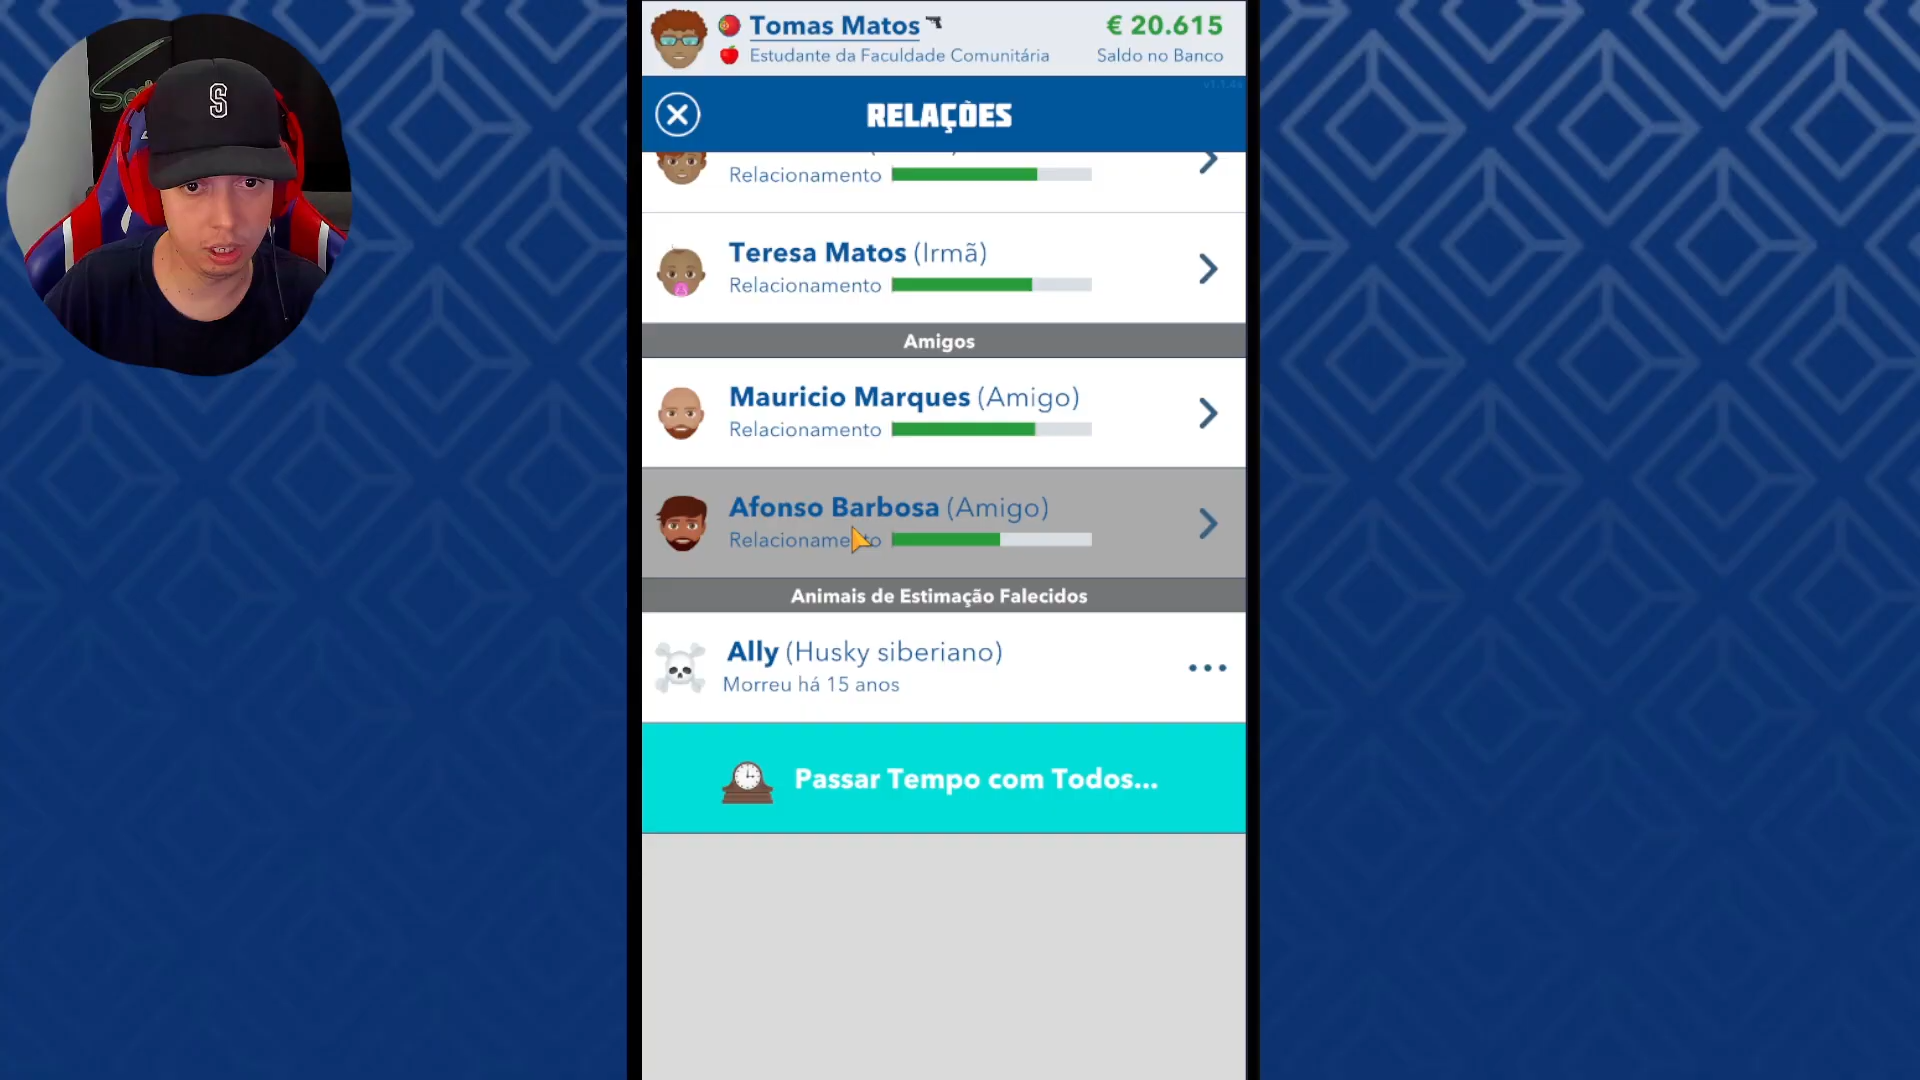 Tomas Matos
€ 20.615
Estudante da Faculdade Comunitária
Saldo no Banco
RELAÇÕES
Relacionamento
Teresa Matos (Irmã)
Relacionamento
Amigos
Mauricio Marques (Amigo)
Relacionamento
Afonso Barbosa (Amigo)
Relacionamento
Animais de Estimação Falecidos
Ally (Husky siberiano)
Morreu há 15 anos
Passar Tempo com Todos...
S